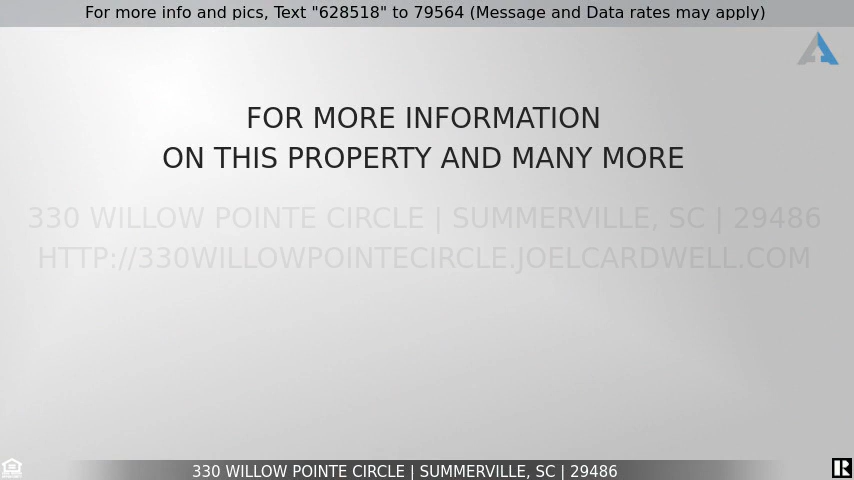 For more info and pics, Text "628518" to 79564 (Message and Data rates may apply)
FOR MORE INFORMATION
ON THIS PROPERTY AND MANY MORE
330 WILLOW POINTE CIRCLE | SUMMERVILLE, SC | 29486
HTTP://330WILLOWPOINTECIRCLE.JOELCARDWELL.COM
330 WILLOW POINTE CIRCLE | SUMMERVILLE, SC | 29486